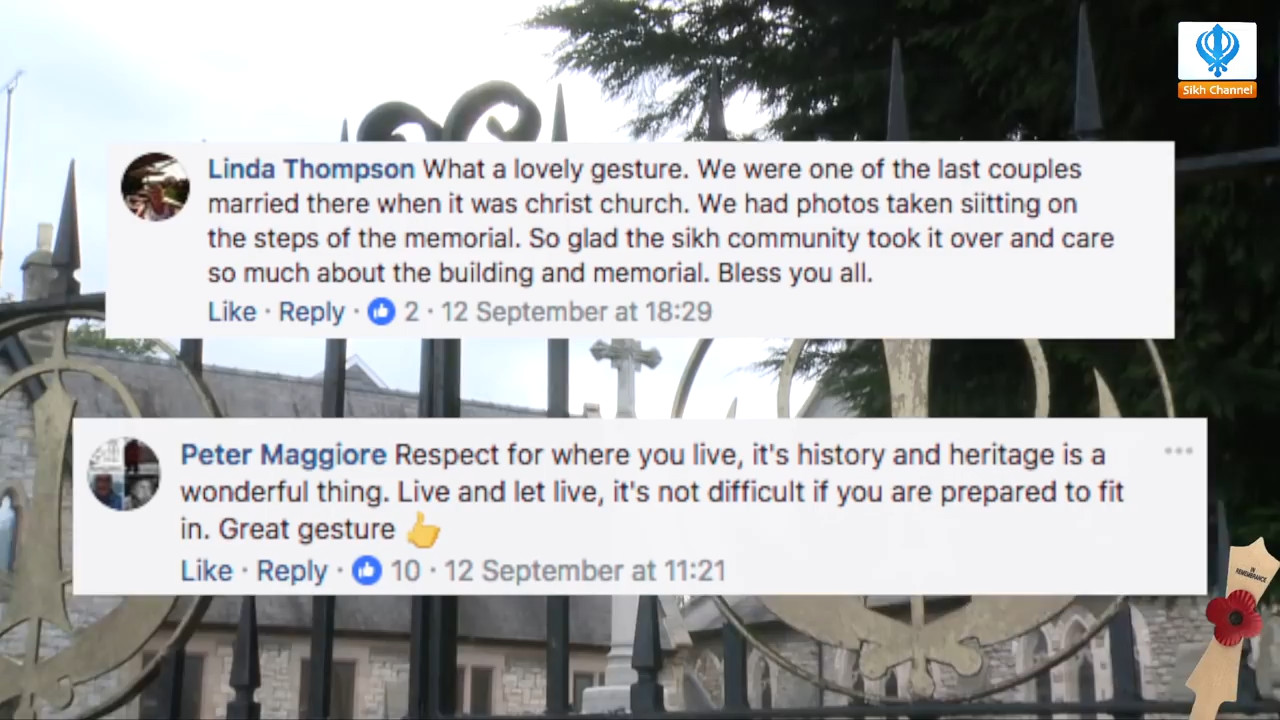 Sikh Channel
Linda Thompson What a lovely gesture. We were one of the last couples
married there when it was christ church. We had photos taken siitting on
the steps of the memorial. So glad the sikh community took it over and care
so much about the building and memorial. Bless you all.
Like · Reply · 2 · 12 September at 18:29
Peter Maggiore Respect for where you live, it's history and heritage is a
wonderful thing. Live and let live, it's not difficult if you are prepared to fit
in. Great gesture 👍
Like · Reply · 10 · 12 September at 11:21
IN
REMEMBRANCE